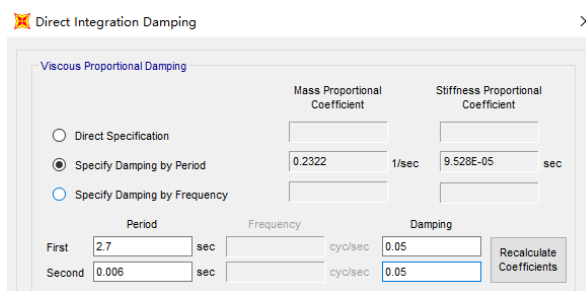 Direct Integration Damping
Viscous Proportional Damping
Mass Proportional Coefficient
Stiffness Proportional Coefficient
Direct Specification
Specify Damping by Period 0.2322 1/sec 9.528E-05 sec
Specify Damping by Frequency
Period Frequency Damping
First 2.7 sec cyc/sec 0.05
Second 0.006 sec cyc/sec 0.05
Recalculate Coefficients